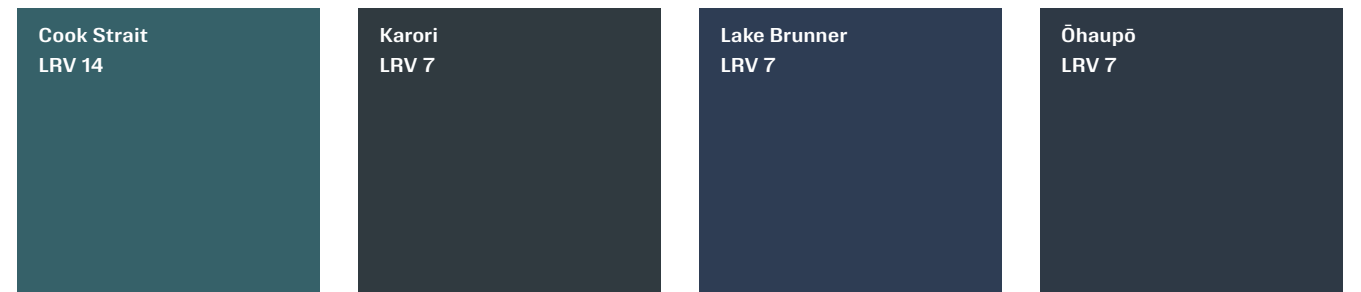 Cook Strait
LRV 14
Karori
LRV 7
Lake Brunner
LRV 7
Ōhaupō
LRV 7